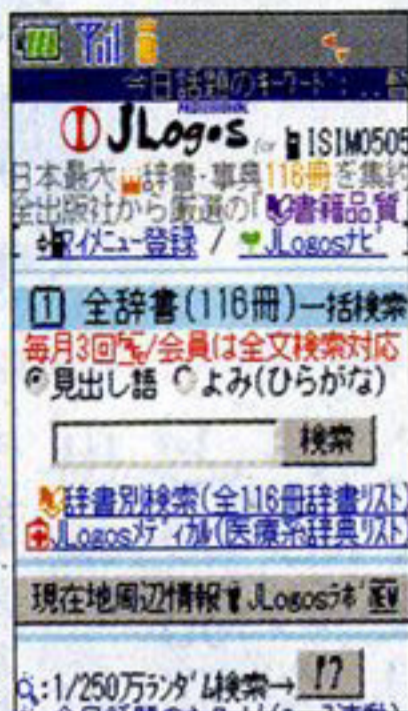 今日話題のキーワード:..
PROFESSIONAL
JLogos for ISIM0505
日本最大 辞書・事典116冊を集約
全出版社から厳選の「書籍品質
マイメニュー登録 / JLogosナビ
1 全辞書(116冊)一括検索
毎月3回/会員は全文検索対応
見出し語 よみ(ひらがな)
検索
辞書別検索(全116冊辞書リスト)
JLogosメディカル(医療系辞典リスト)
現在地周辺情報 JLogosラボ NEW
:1/250万ランダム検索→ !?